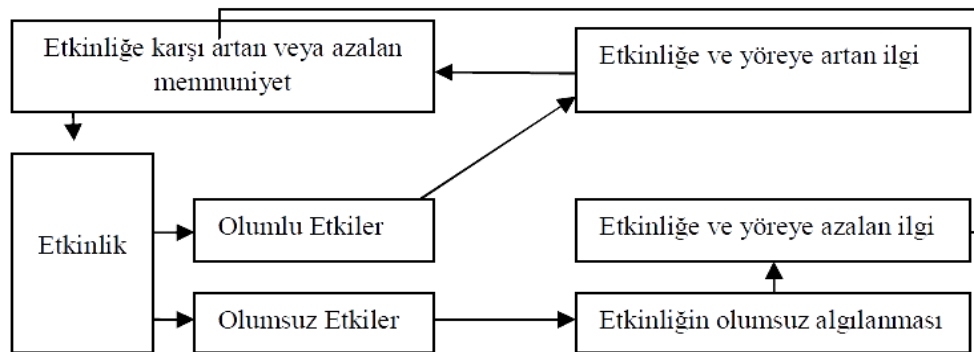 Etkinliğe karşı artan veya azalan
memnuniyet
Etkinliğe ve yöreye artan ilgi
Etkinlik
Olumlu Etkiler
Etkinliğe ve yöreye azalan ilgi
Olumsuz Etkiler
Etkinliğin olumsuz algılanması